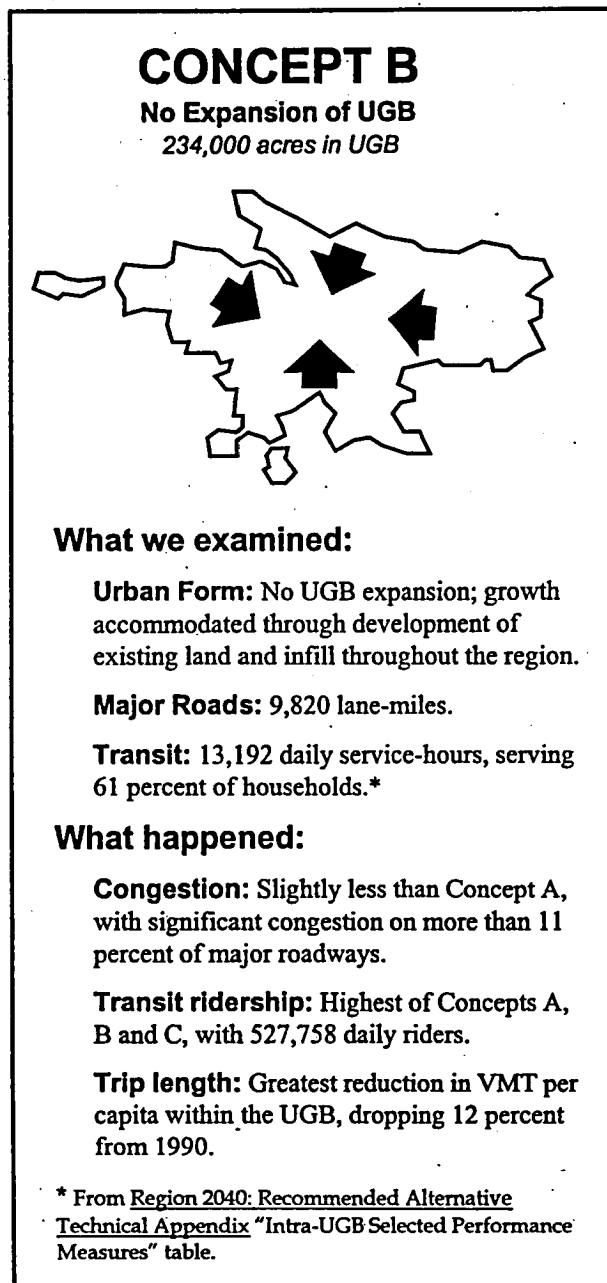 CONCEPT B
No Expansion of UGB
234,000 acres in UGB
What we examined:
Urban Form: No UGB expansion; growth
accommodated through development of
existing land and infill throughout the region.
Major Roads: 9,820 lane-miles.
Transit: 13,192 daily service-hours, serving
61 percent of households.*
What happened:
Congestion: Slightly less than Concept A,
with significant congestion on more than 11
percent of major roadways.
Transit ridership: Highest of Concepts A,
B and C, with 527,758 daily riders.
Trip length: Greatest reduction in VMT per
capita within the UGB, dropping 12 percent
from 1990.
* From Region 2040: Recommended Alternative
Technical Appendix "Intra-UGB Selected Performance
Measures" table.